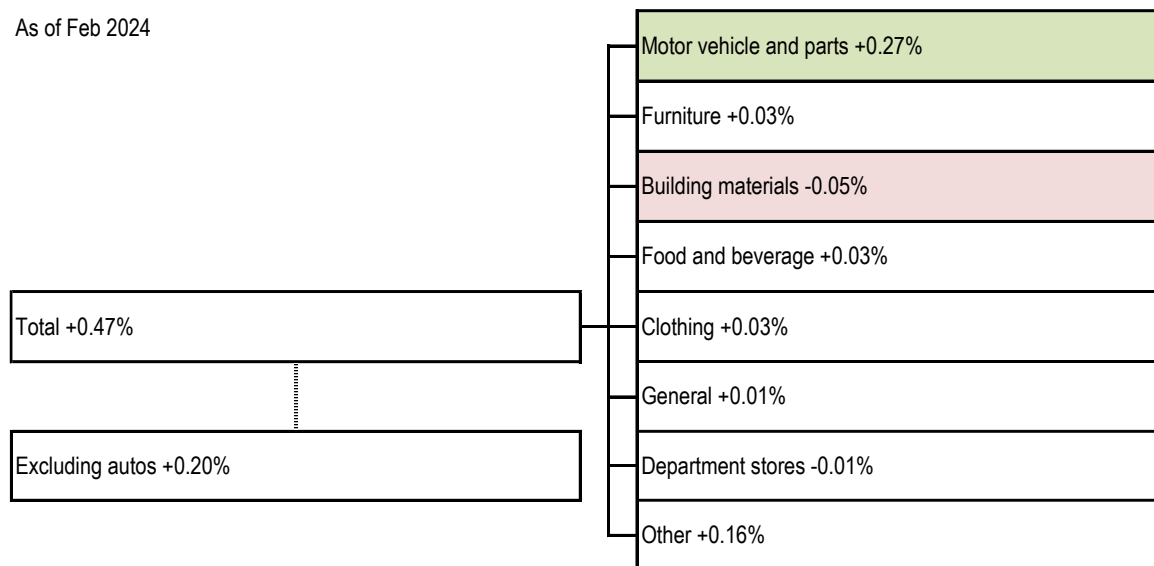 As of Feb 2024
Motor vehicle and parts +0.27%
Furniture +0.03%
Building materials -0.05%
Food and beverage +0.03%
Total +0.47%
Clothing +0.03%
General +0.01%
Excluding autos +0.20%
Department stores -0.01%
Other +0.16%